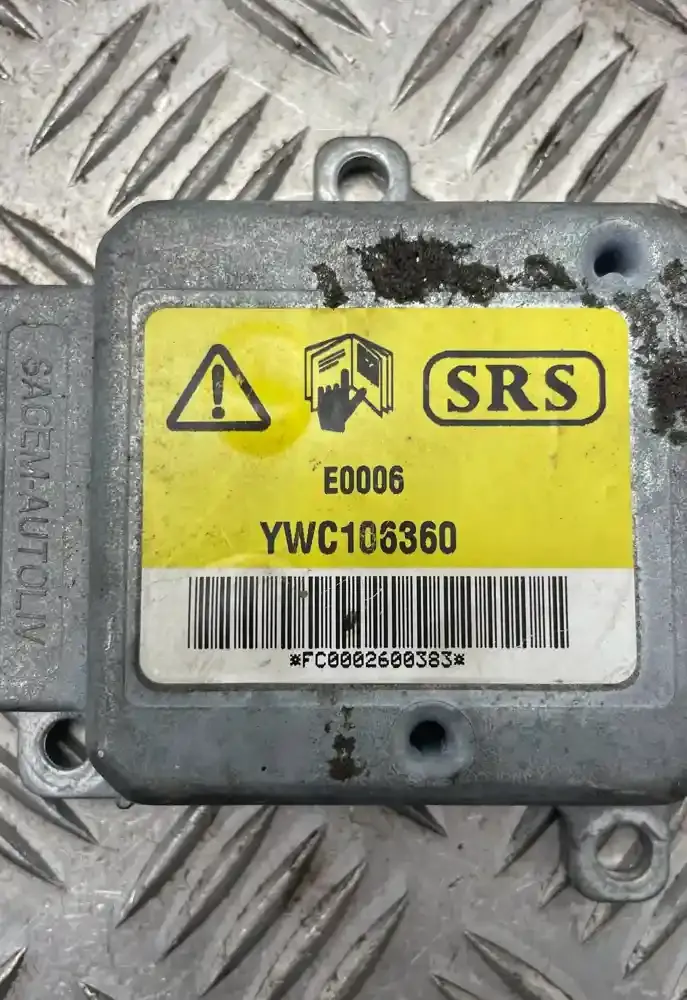 SAGEM-AUTOLIV
SRS
E0006
YWC106360
*FC0002600383*